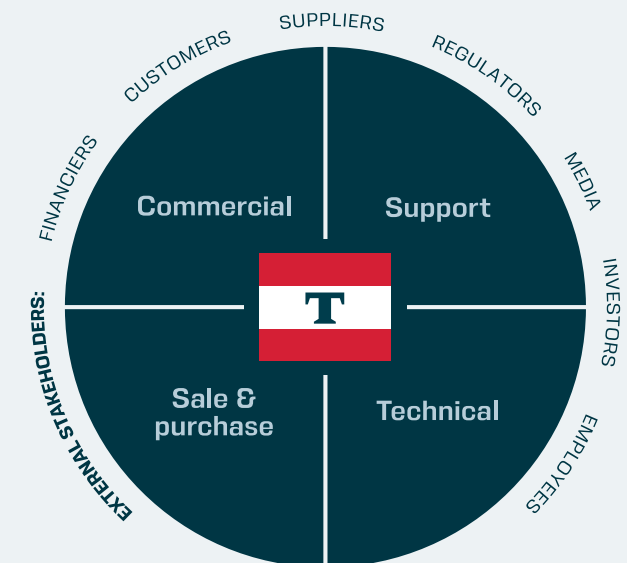 EXTERNAL STAKEHOLDERS:
FINANCIERS
CUSTOMERS
SUPPLIERS
REGULATORS
MEDIA
INVESTORS
EMPLOYEES
Commercial
Support
T
Sale &
purchase
Technical